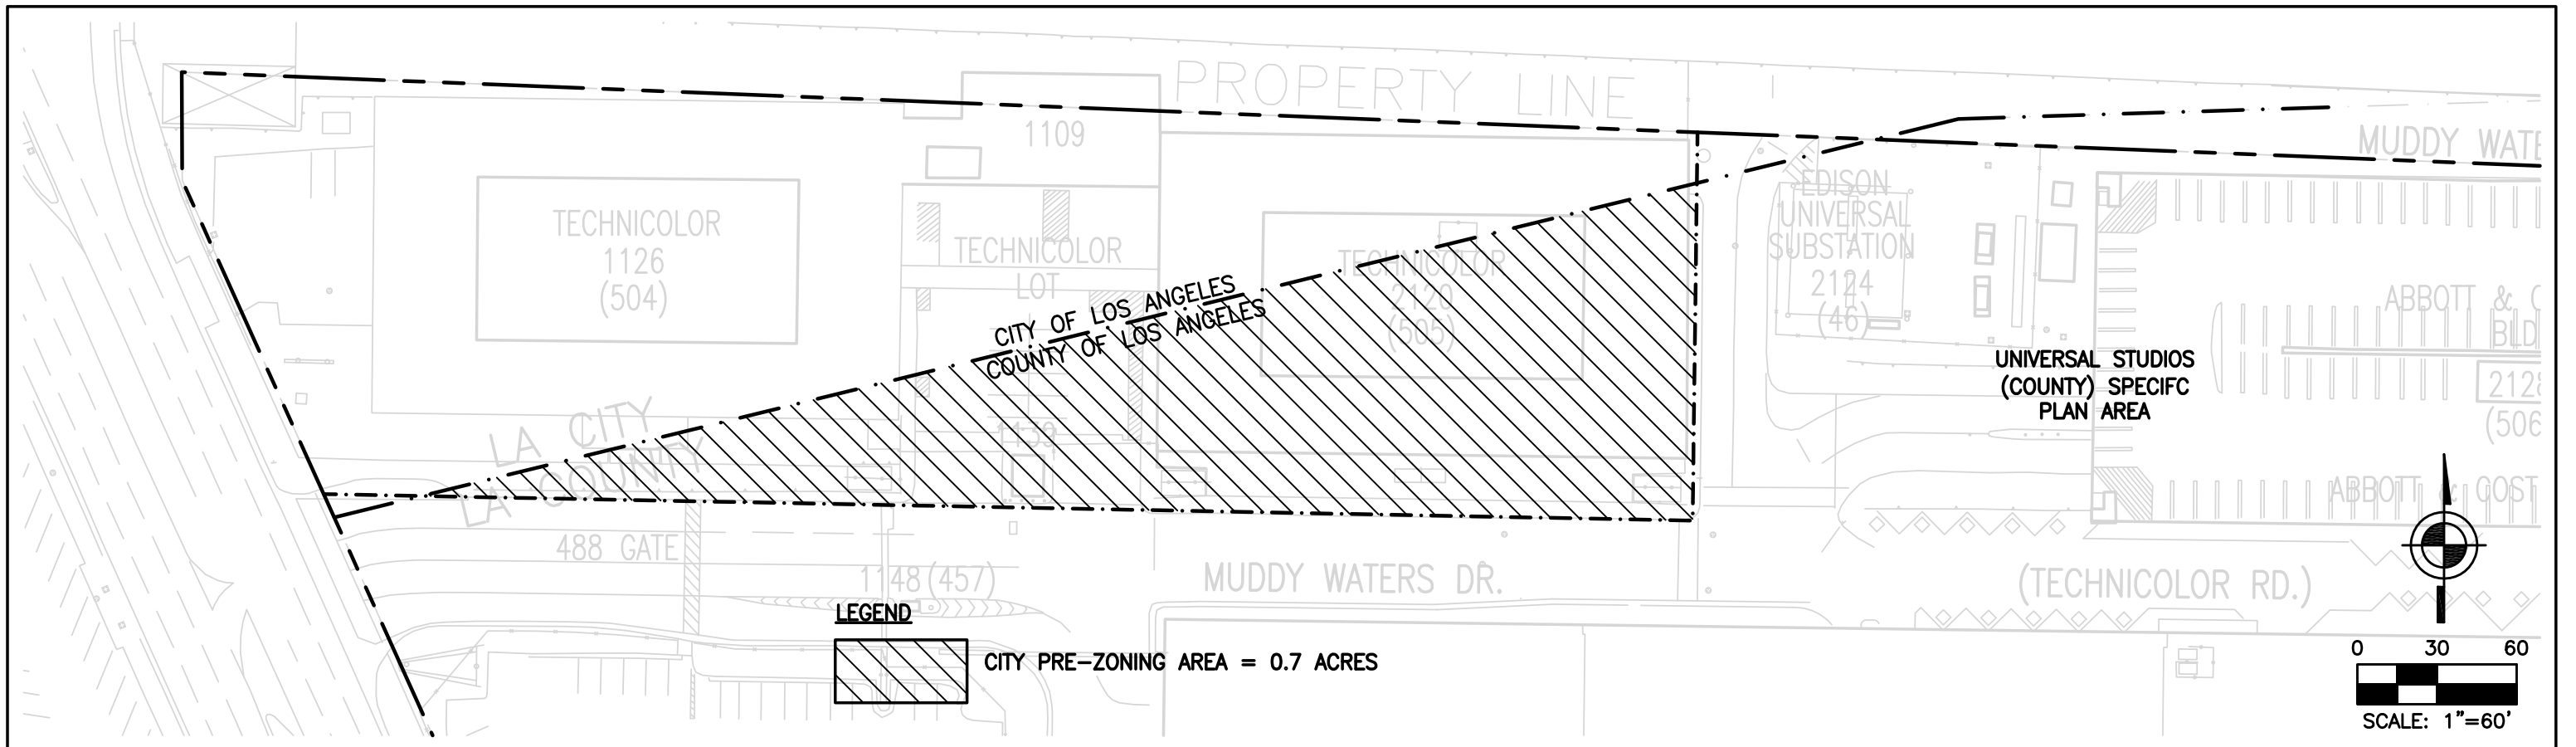 PROPERTY LINE
1109
MUDDY
TECHNICOLOR
1126
(504)
TECHNICOLOR
LOT
CITY OF LOS ANGELES
COUNTY OF LOS ANGELES
TECHNICOLOR
2120
(505)
EDISON
UNIVERSAL
SUBSTATION
2124
(46)
ABBOTT &
BLD
UNIVERSAL STUDIOS
(COUNTY) SPECIFC
PLAN AREA
2128
(506
LA CITY
LA COUNTY
1159
ABBOTT & COST
488 GATE
1148(457)
MUDDY WATERS DR.
(TECHNICOLOR RD.)
LEGEND
CITY PRE-ZONING AREA = 0.7 ACRES
0 30 60
SCALE: 1"=60'